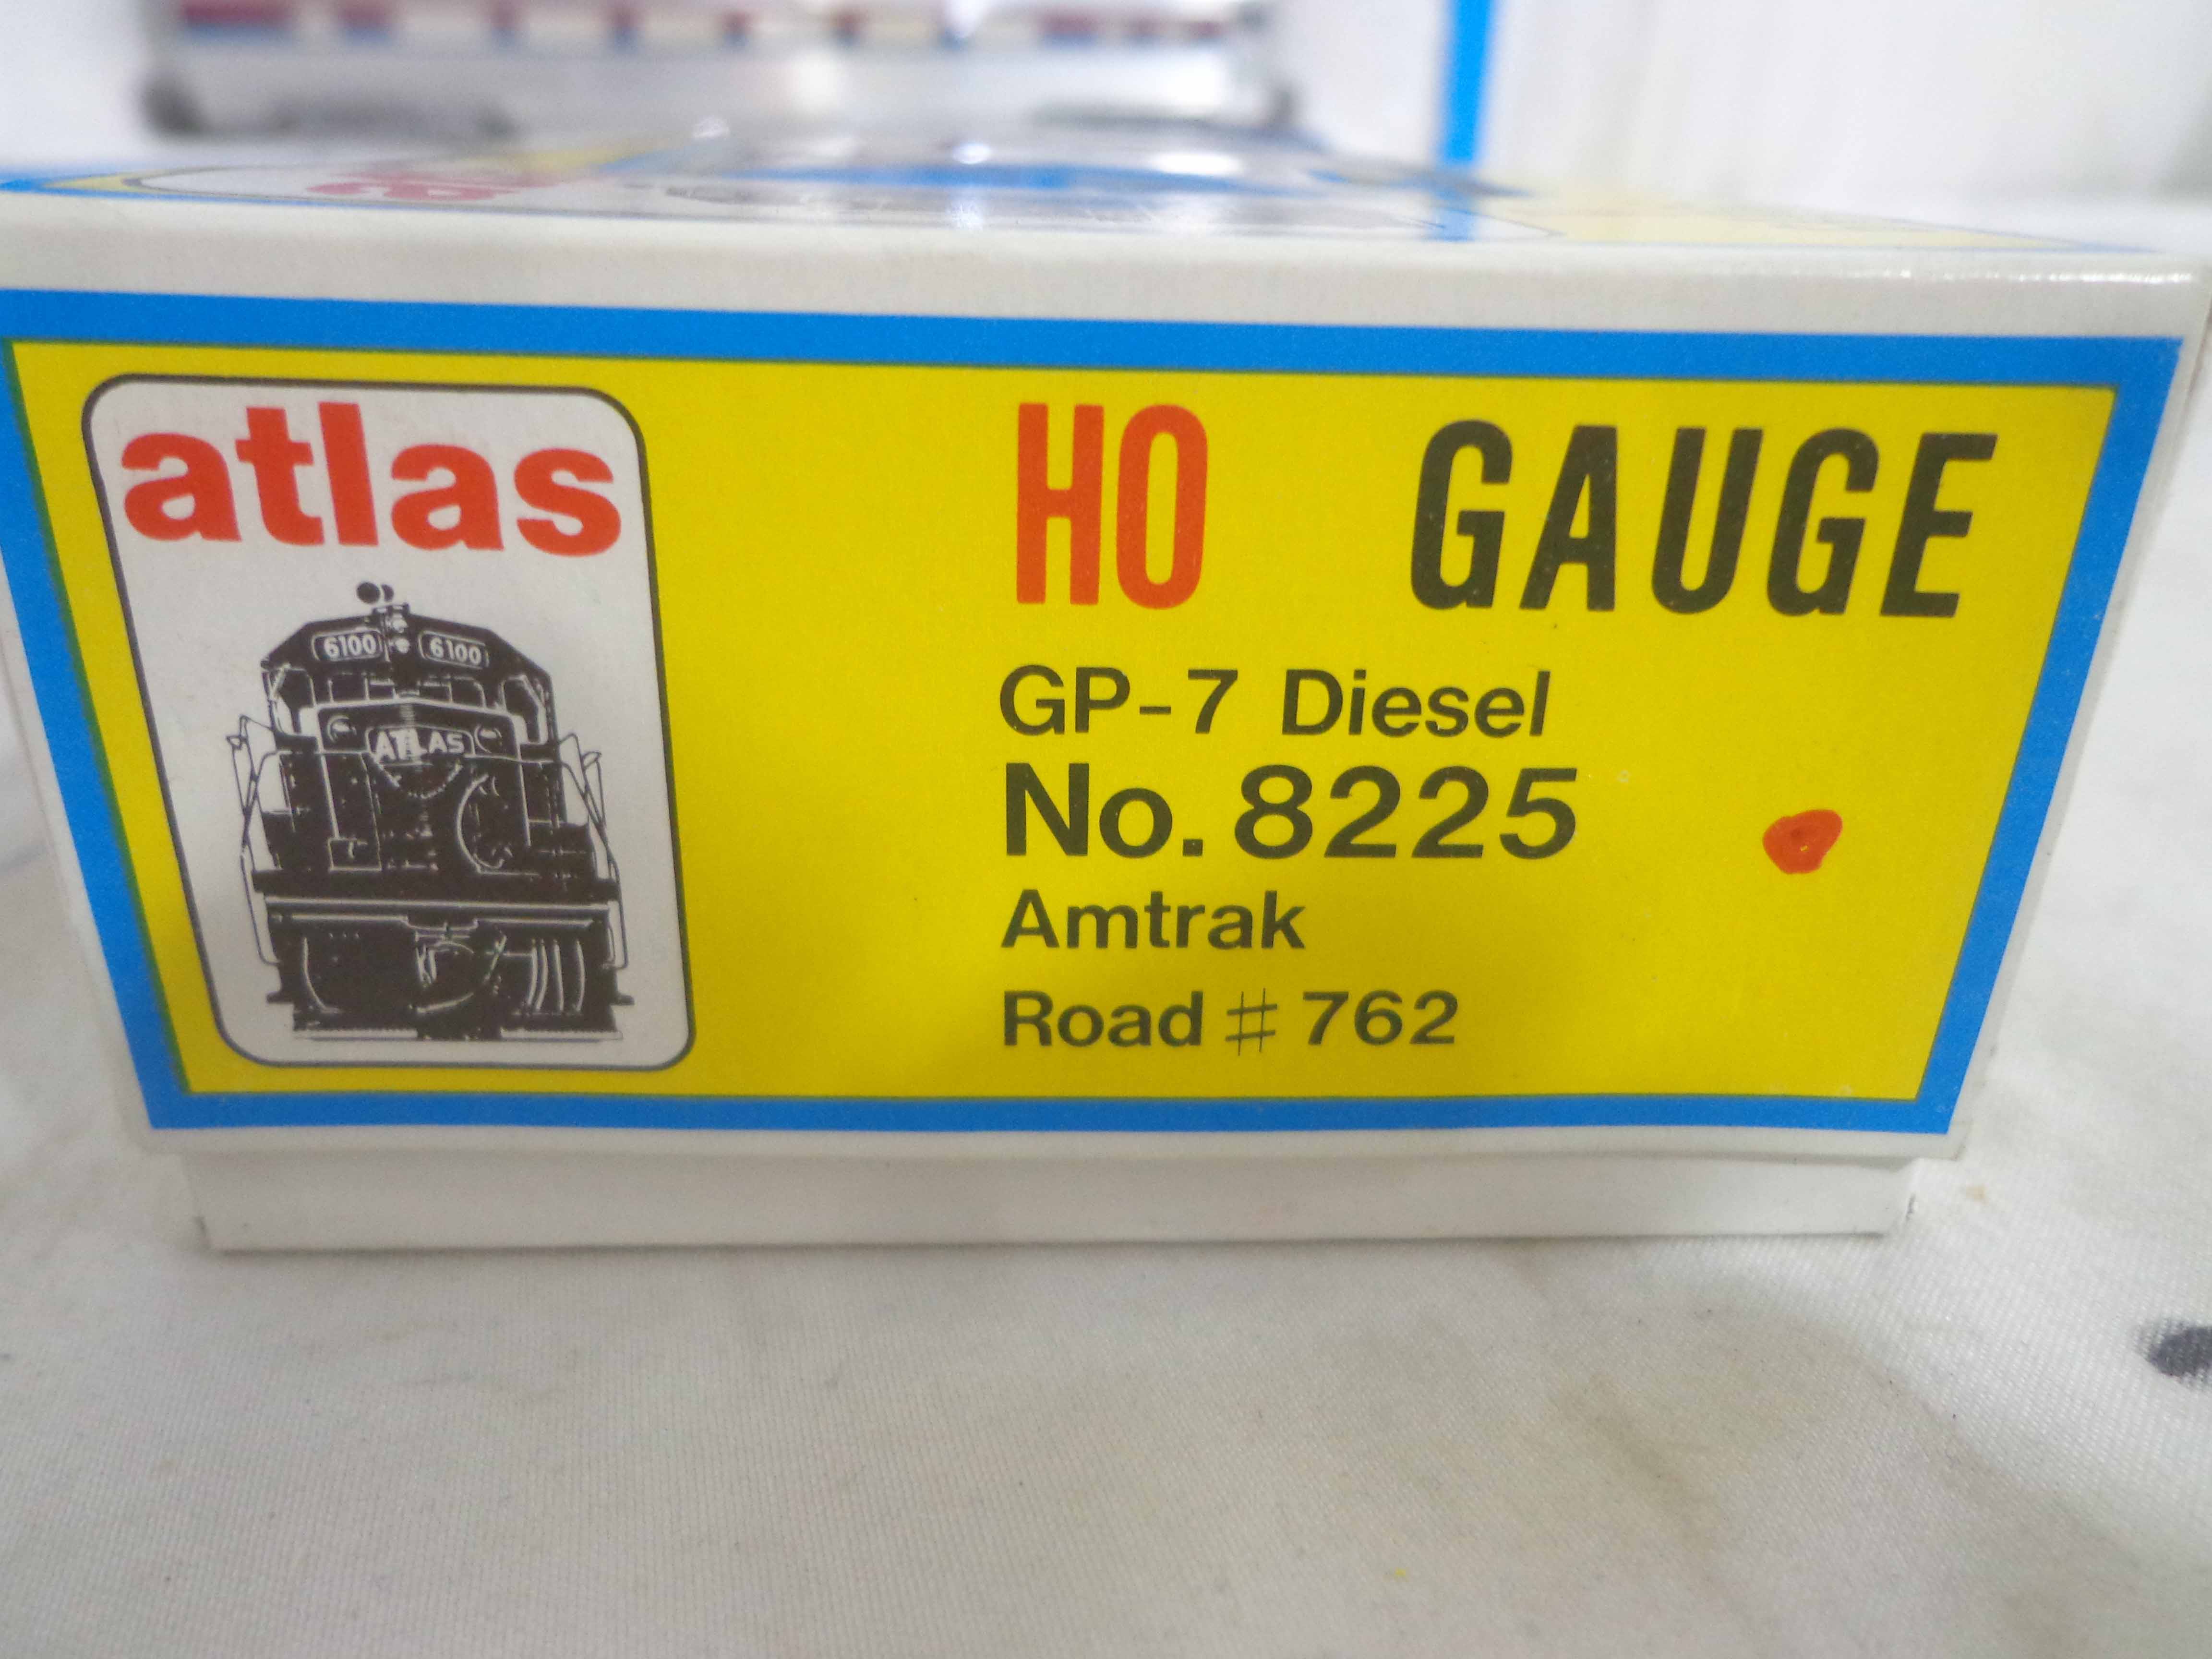 atlas
6100 6100
ATLAS
HO GAUGE
GP-7 Diesel
No. 8225
Amtrak
Road # 762